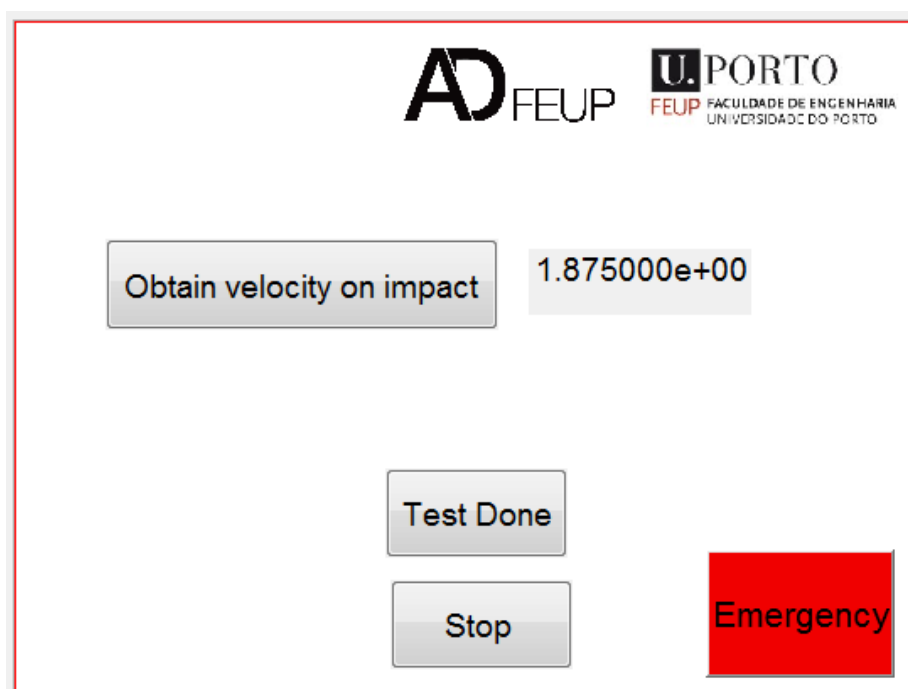 AD FEUP
U. PORTO
FEUP FACULDADE DE ENGENHARIA
UNIVERSIDADE DO PORTO
Obtain velocity on impact
1.875000e+00
Test Done
Stop
Emergency